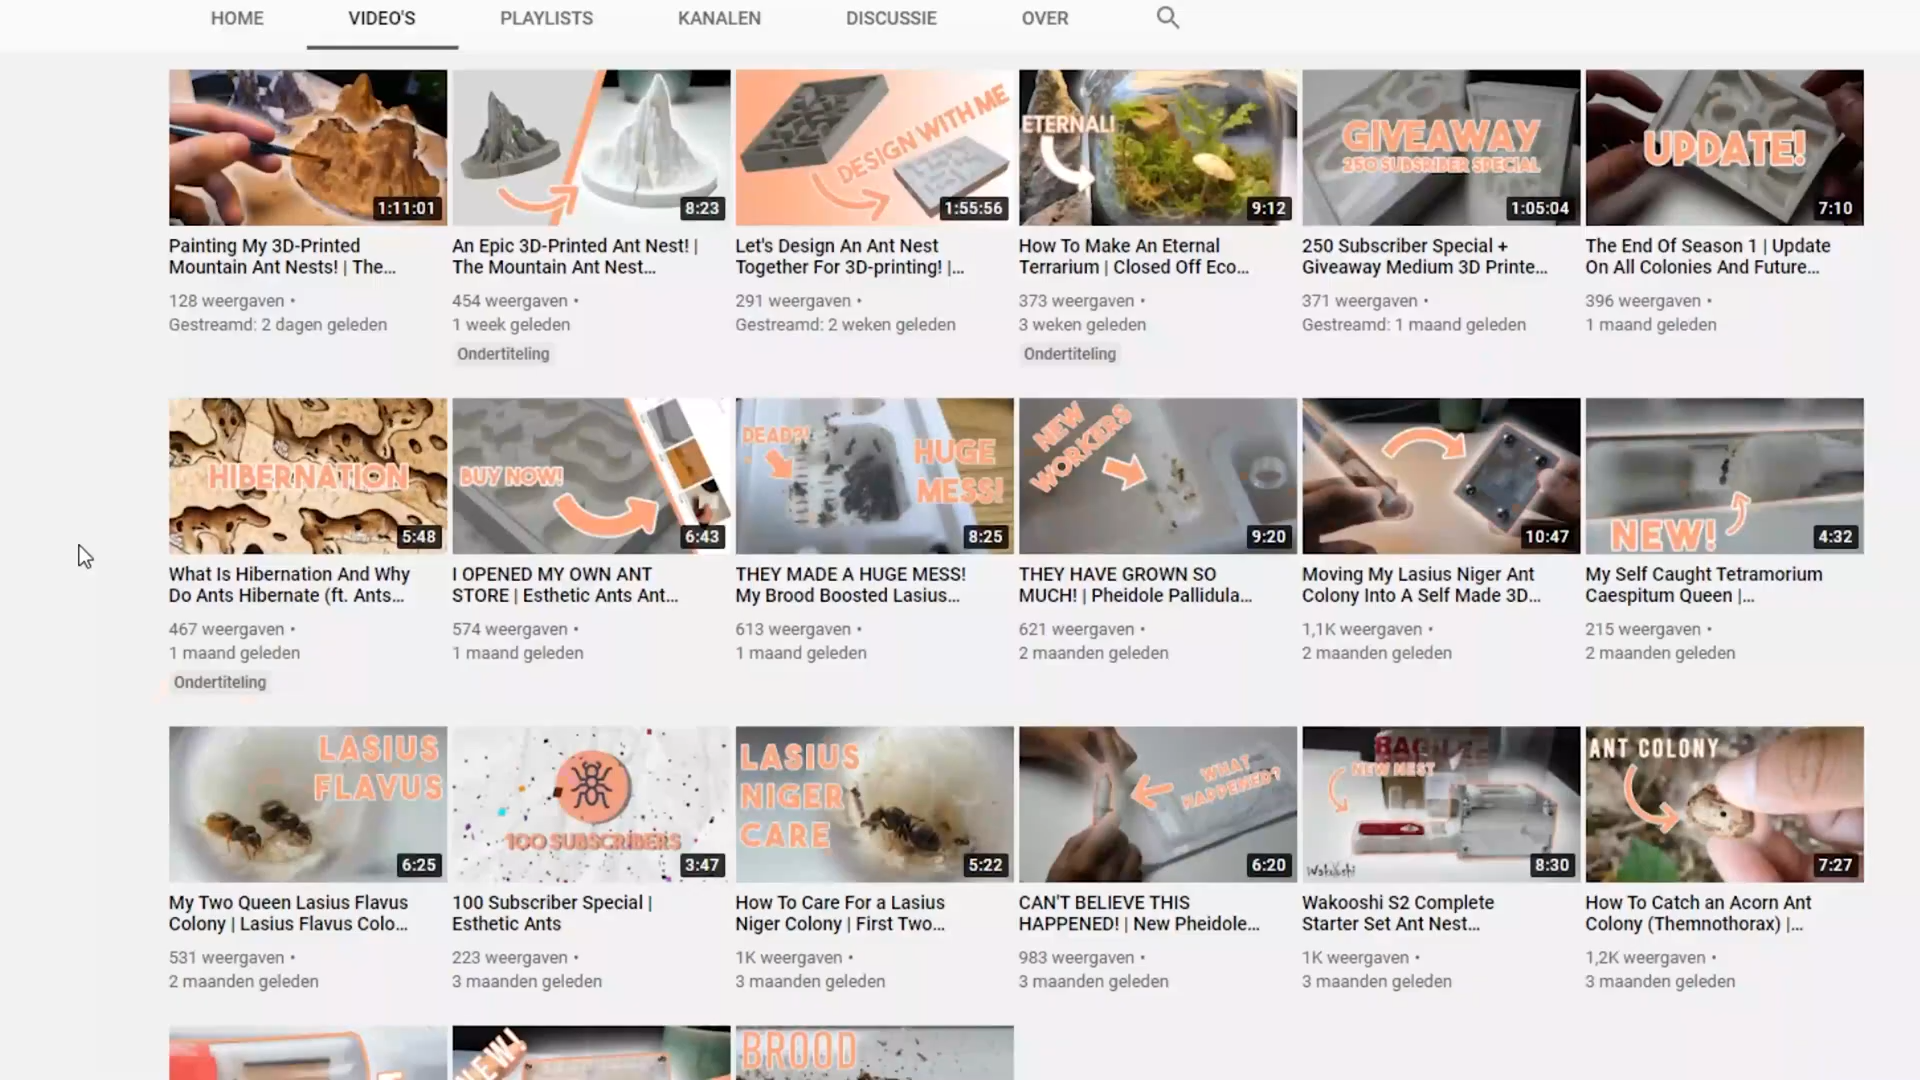 HOME VIDEO'S PLAYLISTS KANALEN DISCUSSIE OVER
1:11:01
Painting My 3D-Printed
Mountain Ant Nests! | The...
128 weergaven •
Gestreamd: 2 dagen geleden
8:23
An Epic 3D-Printed Ant Nest! |
The Mountain Ant Nest...
454 weergaven •
1 week geleden
Ondertiteling
DESIGN WITH ME
1:55:56
Let's Design An Ant Nest
Together For 3D-printing! |...
291 weergaven •
Gestreamd: 2 weken geleden
ETERNAL!
9:12
How To Make An Eternal
Terrarium | Closed Off Eco...
373 weergaven •
3 weken geleden
Ondertiteling
GIVEAWAY
250 SUBSRIBER SPECIAL
1:05:04
250 Subscriber Special +
Giveaway Medium 3D Printe...
371 weergaven •
Gestreamd: 1 maand geleden
UPDATE!
7:10
The End Of Season 1 | Update
On All Colonies And Future...
396 weergaven •
1 maand geleden
HIBERNATION
5:48
What Is Hibernation And Why
Do Ants Hibernate (ft. Ants...
467 weergaven •
1 maand geleden
Ondertiteling
BUY NOW!
6:43
I OPENED MY OWN ANT
STORE | Esthetic Ants Ant...
574 weergaven •
1 maand geleden
DEAD?!
HUGE
MESS!
8:25
THEY MADE A HUGE MESS!
My Brood Boosted Lasius...
613 weergaven •
1 maand geleden
NEW
WORKERS
9:20
THEY HAVE GROWN SO
MUCH! | Pheidole Pallidula...
621 weergaven •
2 maanden geleden
10:47
Moving My Lasius Niger Ant
Colony Into A Self Made 3D...
1,1K weergaven •
2 maanden geleden
NEW!
4:32
My Self Caught Tetramorium
Caespitum Queen |...
215 weergaven •
2 maanden geleden
LASIUS
FLAVUS
6:25
My Two Queen Lasius Flavus
Colony | Lasius Flavus Colo...
531 weergaven •
2 maanden geleden
100 SUBSCRIBERS
3:47
100 Subscriber Special |
Esthetic Ants
223 weergaven •
3 maanden geleden
LASIUS
NIGER
CARE
5:22
How To Care For a Lasius
Niger Colony | First Two...
1K weergaven •
3 maanden geleden
WHAT
HAPPENED?
6:20
CAN'T BELIEVE THIS
HAPPENED! | New Pheidole...
983 weergaven •
3 maanden geleden
NEW NEST
Wakooshi
8:30
Wakooshi S2 Complete
Starter Set Ant Nest...
1K weergaven •
3 maanden geleden
ANT COLONY
7:27
How To Catch an Acorn Ant
Colony (Themnothorax) |...
1,2K weergaven •
3 maanden geleden
NEW!
BROOD